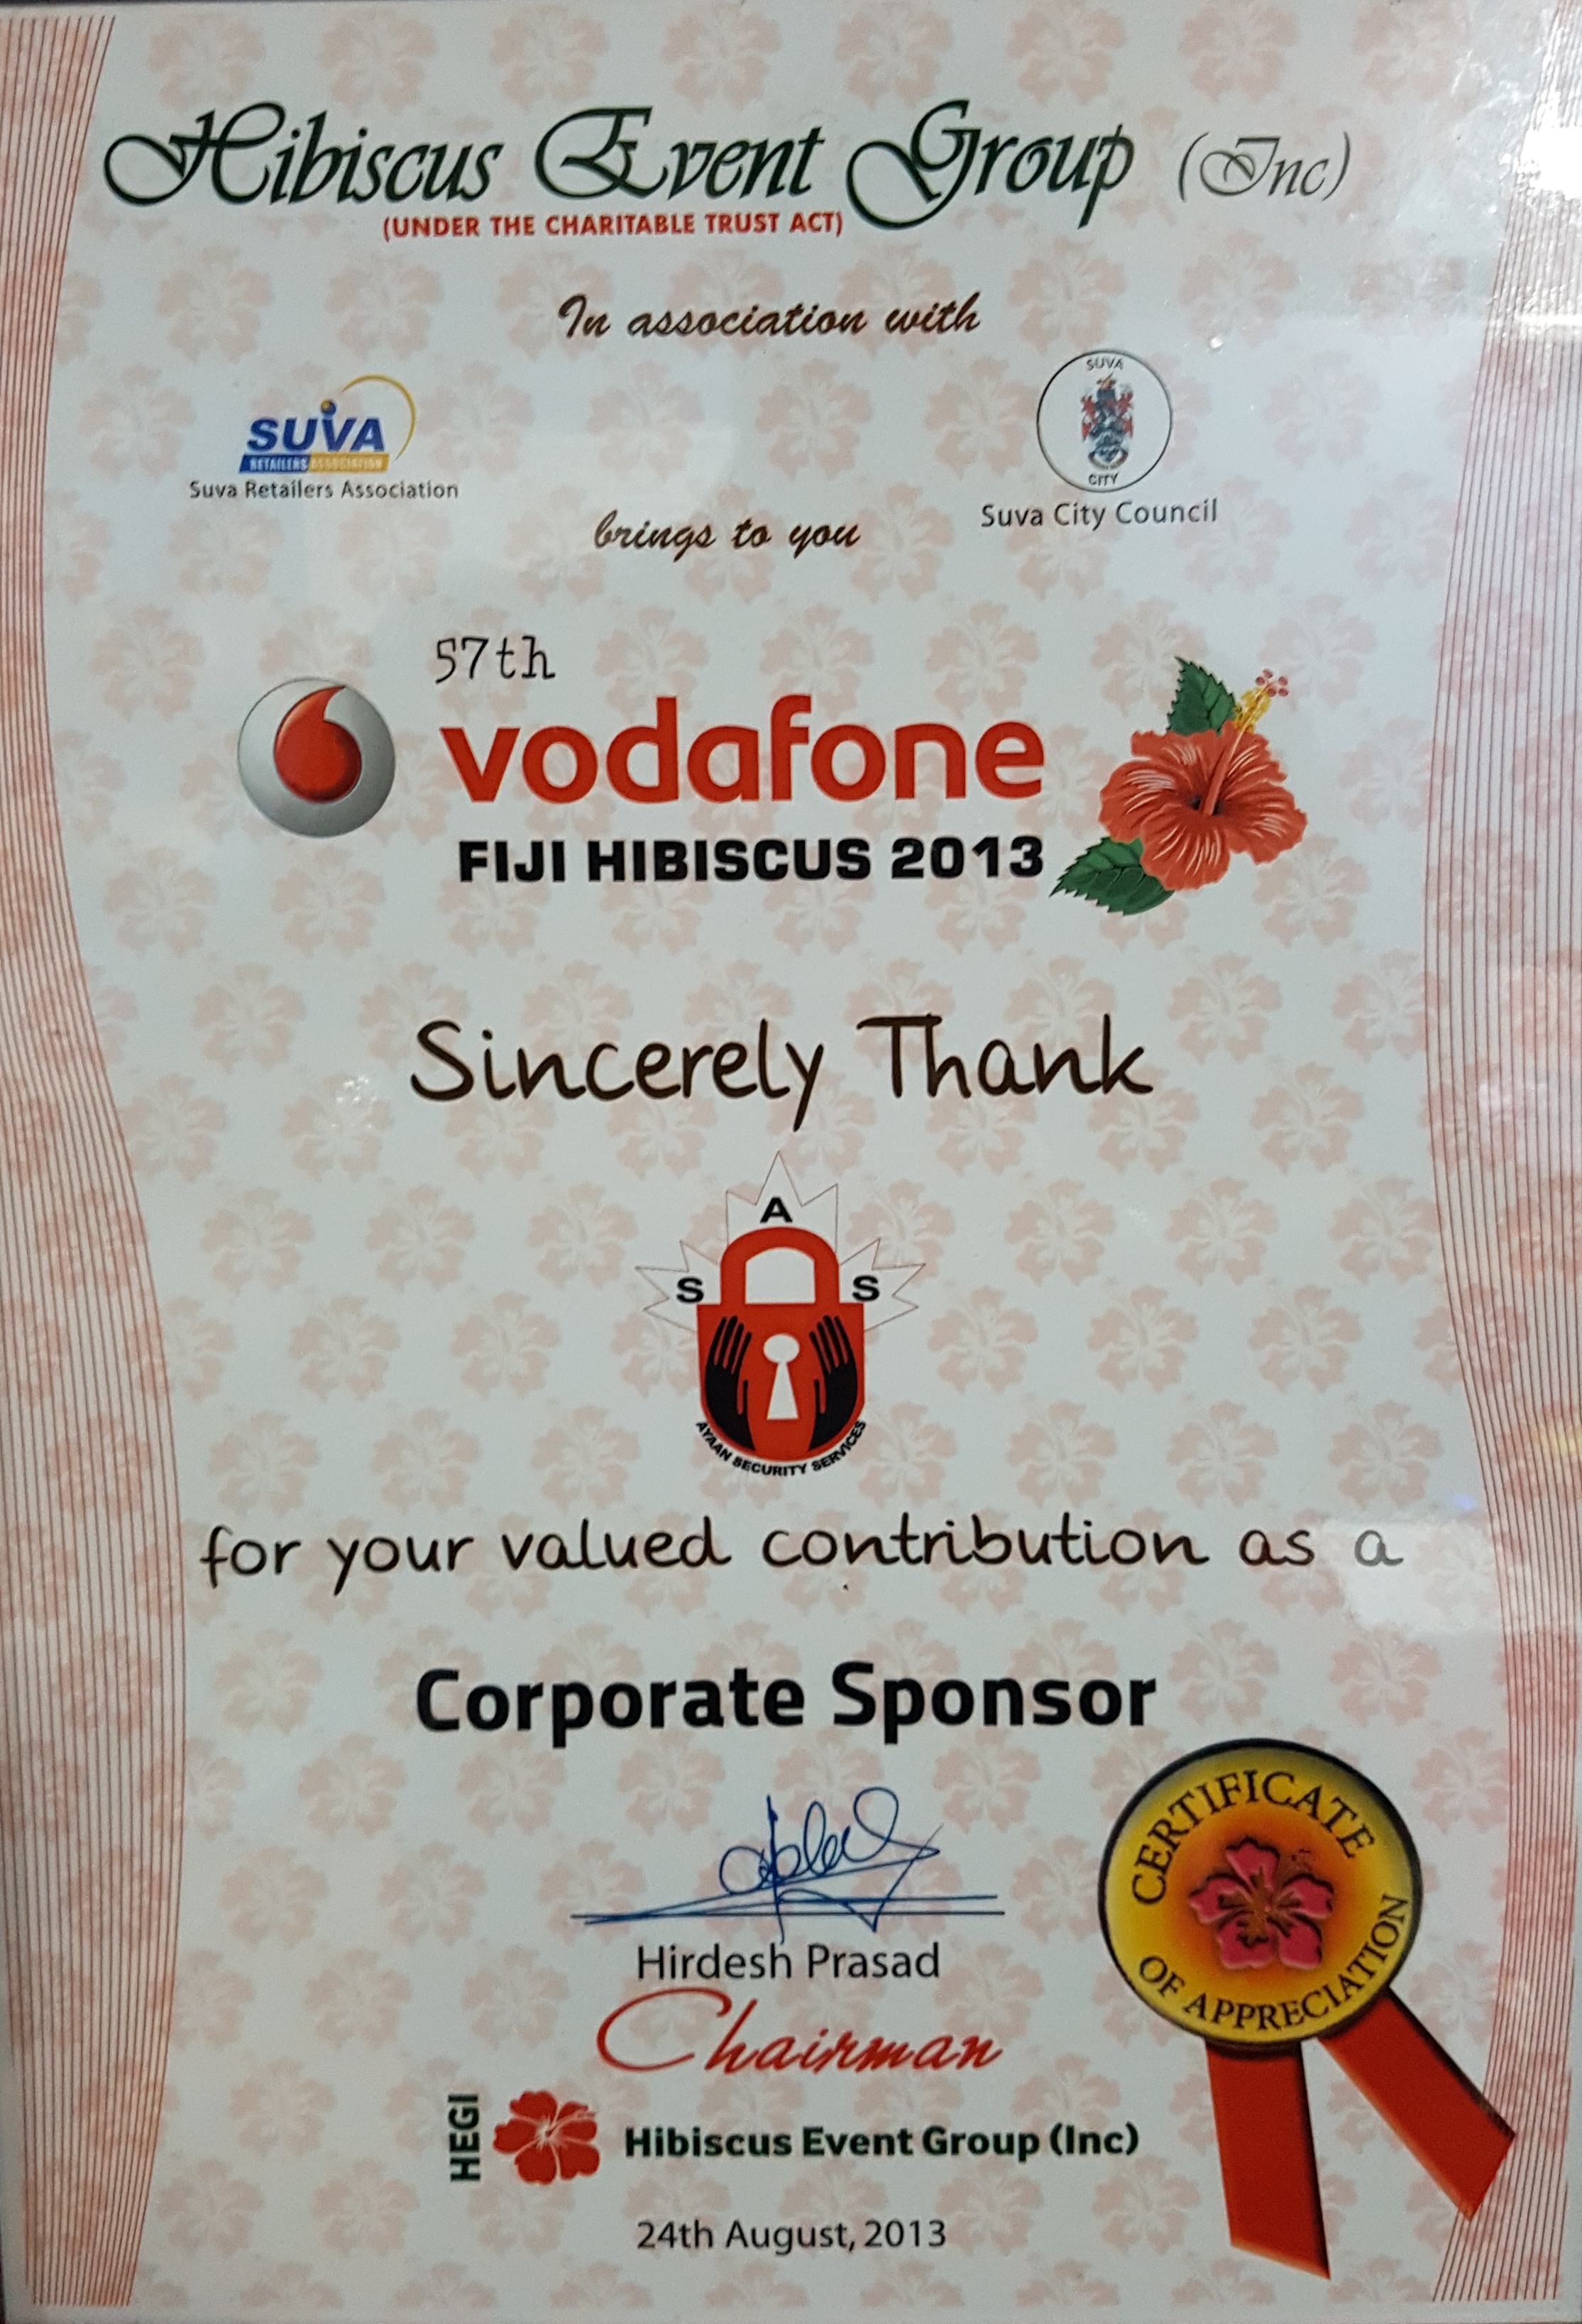 Hibiscus Event Group (Inc)
(UNDER THE CHARITABLE TRUST ACT)
In association with
SUVA
RETAILERS ASSOCIATION
Suva Retailers Association
SUVA
CITY
Suva City Council
brings to you
57th
vodafone
FIJI HIBISCUS 2013
Sincerely Thank
A
S S
AYAAN SECURITY SERVICES
for your valued contribution as a
Corporate Sponsor
Hirdesh Prasad
Chairman
HEGI
Hibiscus Event Group (Inc)
24th August, 2013
CERTIFICATE
OF APPRECIATION